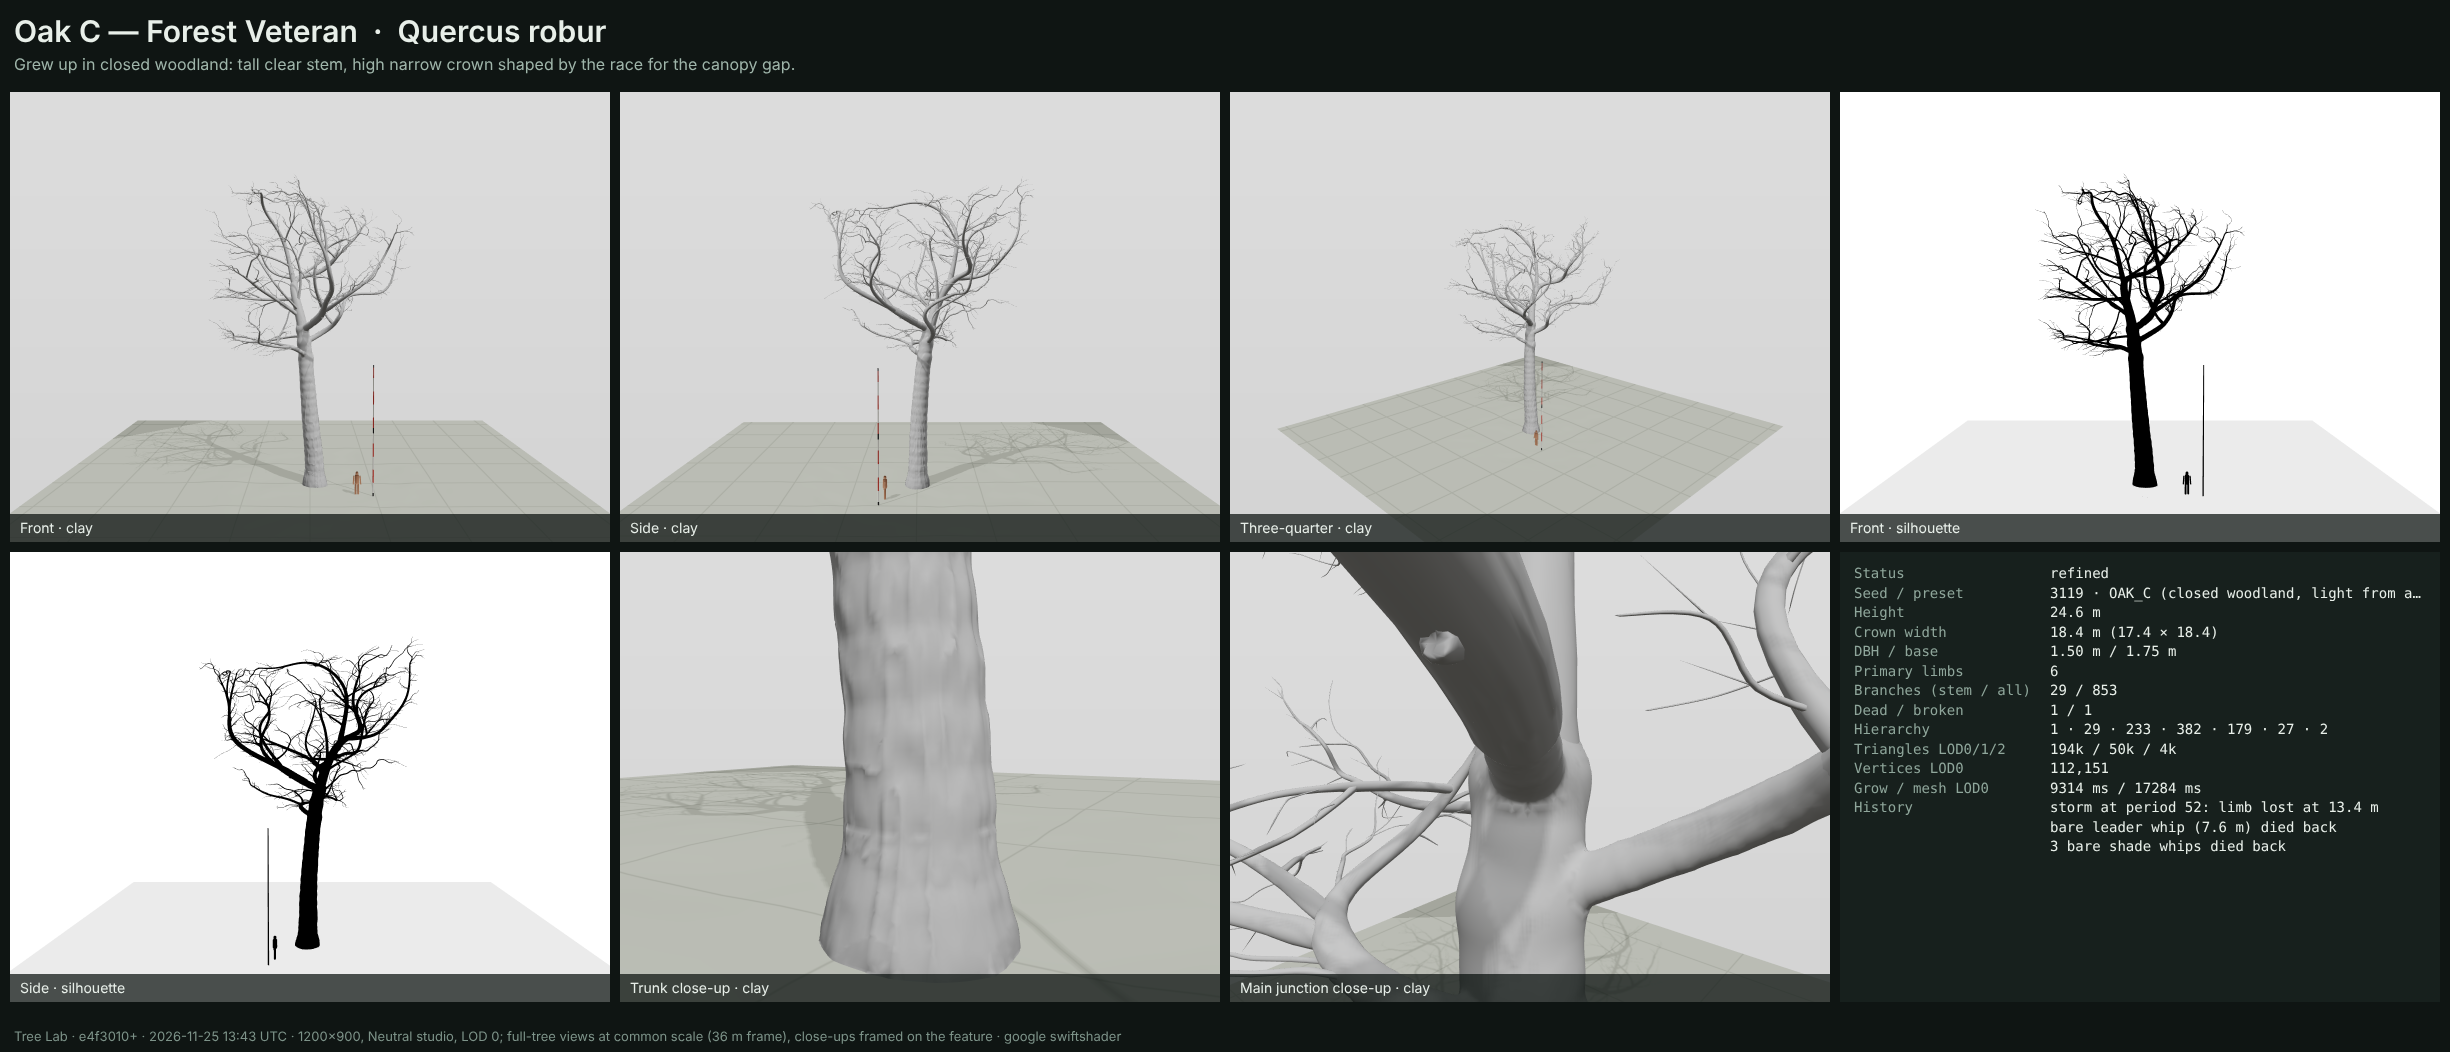 Oak C — Forest Veteran · Quercus robur
Grew up in closed woodland: tall clear stem, high narrow crown shaped by the race for the canopy gap.
Front · clay
Side · clay
Three-quarter · clay
Front · silhouette
Side · silhouette
Trunk close-up · clay
Main junction close-up · clay
Status refined
Seed / preset 3119 · OAK_C (closed woodland, light from a…
Height 24.6 m
Crown width 18.4 m (17.4 × 18.4)
DBH / base 1.50 m / 1.75 m
Primary limbs 6
Branches (stem / all) 29 / 853
Dead / broken 1 / 1
Hierarchy 1 · 29 · 233 · 382 · 179 · 27 · 2
Triangles LOD0/1/2 194k / 50k / 4k
Vertices LOD0 112,151
Grow / mesh LOD0 9314 ms / 17284 ms
History storm at period 52: limb lost at 13.4 m
bare leader whip (7.6 m) died back
3 bare shade whips died back
Tree Lab · e4f3010+ · 2026-11-25 13:43 UTC · 1200×900, Neutral studio, LOD 0; full-tree views at common scale (36 m frame), close-ups framed on the feature · google swiftshader